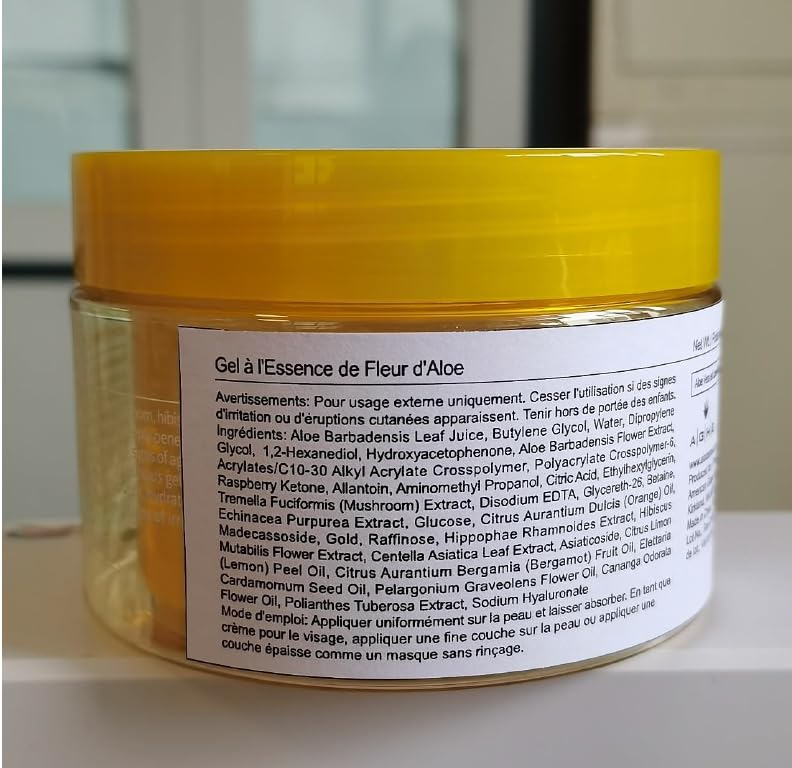 Gel à l'Essence de Fleur d'Aloe
Avertissements: Pour usage externe uniquement. Cesser l'utilisation si des signes
d'irritation ou d'éruptions cutanées apparaissent. Tenir hors de portée des enfants.
Ingrédients: Aloe Barbadensis Leaf Juice, Butylene Glycol, Water, Dipropylene
Glycol, 1,2-Hexanediol, Hydroxyacetophenone, Aloe Barbadensis Flower Extract,
Acrylates/C10-30 Alkyl Acrylate Crosspolymer, Polyacrylate Crosspolymer-6,
Raspberry Ketone, Allantoin, Aminomethyl Propanol, Citric Acid, Ethylhexylglycerin,
Tremella Fuciformis (Mushroom) Extract, Disodium EDTA, Glycereth-26, Betaine,
Echinacea Purpurea Extract, Glucose, Citrus Aurantium Dulcis (Orange) Oil,
Madecassoside, Gold, Raffinose, Hippophae Rhamnoides Extract, Hibiscus
Mutabilis Flower Extract, Centella Asiatica Leaf Extract, Asiaticoside, Citrus Limon
(Lemon) Peel Oil, Citrus Aurantium Bergamia (Bergamot) Fruit Oil, Elettaria
Cardamomum Seed Oil, Pelargonium Graveolens Flower Oil, Cananga Odorala
Flower Oil, Polianthes Tuberosa Extract, Sodium Hyaluronate
Mode d'emploi: Appliquer uniformément sur la peau et laisser absorber. En tant que
crème pour le visage, appliquer une fine couche sur la peau ou appliquer une
couche épaisse comme un masque sans rinçage.
Net Wt.